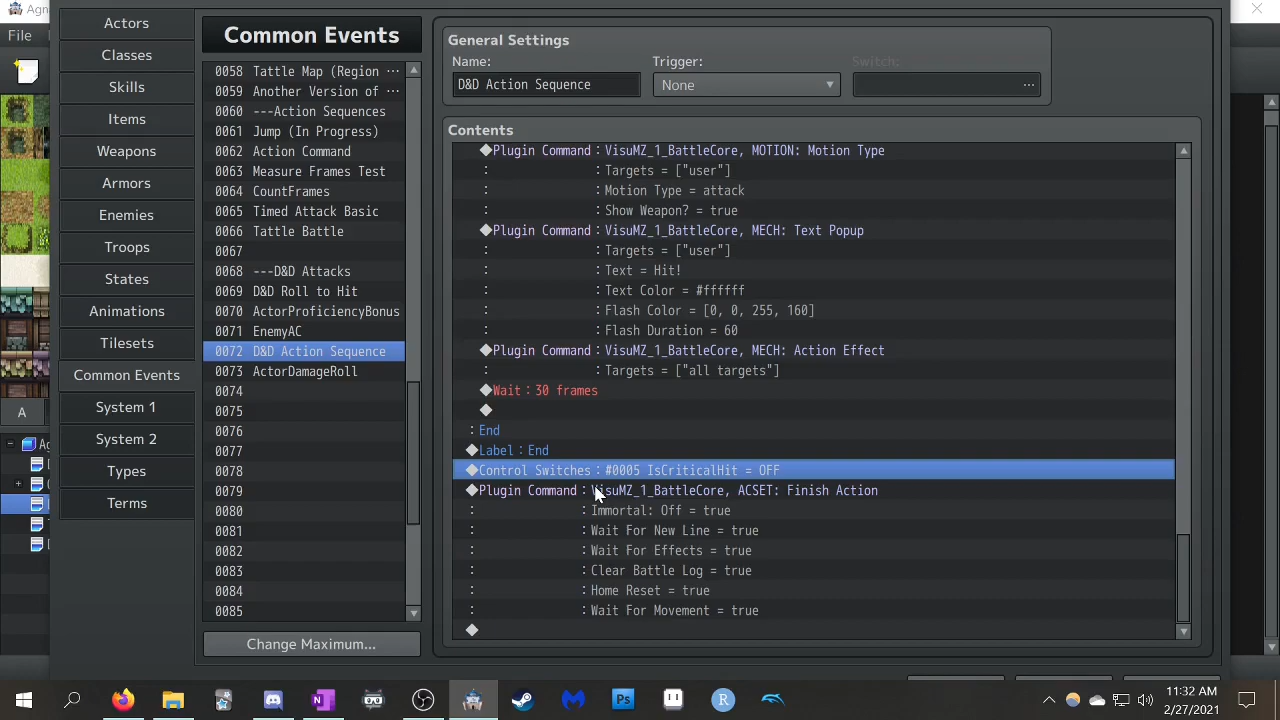 Agna
File
Actors
Classes
Skills
Items
Weapons
Armors
Enemies
Troops
States
Animations
Tilesets
Common Events
System 1
System 2
Types
Terms
A
Ag
Common Events
0058 Tattle Map (Region ...
0059 Another Version of ...
0060 ---Action Sequences
0061 Jump (In Progress)
0062 Action Command
0063 Measure Frames Test
0064 CountFrames
0065 Timed Attack Basic
0066 Tattle Battle
0067
0068 ---D&D Attacks
0069 D&D Roll to Hit
0070 ActorProficiencyBonus
0071 EnemyAC
0072 D&D Action Sequence
0073 ActorDamageRoll
0074
0075
0076
0077
0078
0079
0080
0081
0082
0083
0084
0085
Change Maximum...
General Settings
Name:
Trigger:
Switch:
D&D Action Sequence
None
...
Contents
◆Plugin Command：VisuMZ_1_BattleCore, MOTION: Motion Type
：　：Targets = ["user"]
：　：Motion Type = attack
：　：Show Weapon? = true
◆Plugin Command：VisuMZ_1_BattleCore, MECH: Text Popup
：　：Targets = ["user"]
：　：Text = Hit!
：　：Text Color = #ffffff
：　：Flash Color = [0, 0, 255, 160]
：　：Flash Duration = 60
◆Plugin Command：VisuMZ_1_BattleCore, MECH: Action Effect
：　：Targets = ["all targets"]
◆Wait：30 frames
◆
：End
◆Label：End
◆Control Switches：#0005 IsCriticalHit = OFF
◆Plugin Command：VisuMZ_1_BattleCore, ACSET: Finish Action
：　：Immortal: Off = true
：　：Wait For New Line = true
：　：Wait For Effects = true
：　：Clear Battle Log = true
：　：Home Reset = true
：　：Wait For Movement = true
◆
Ps
R
11:32 AM
2/27/2021